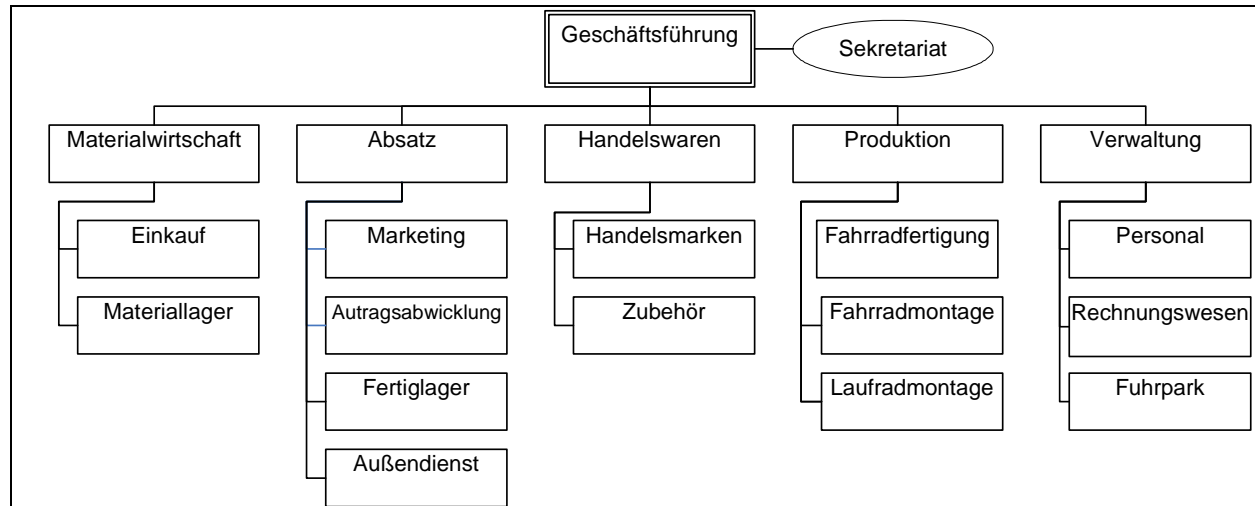 Geschäftsführung
Sekretariat
Materialwirtschaft
Absatz
Handelswaren
Produktion
Verwaltung
Einkauf
Marketing
Handelsmarken
Fahrradfertigung
Personal
Materiallager
Autragsabwicklung
Zubehör
Fahrradmontage
Rechnungswesen
Fertiglager
Laufradmontage
Fuhrpark
Außendienst